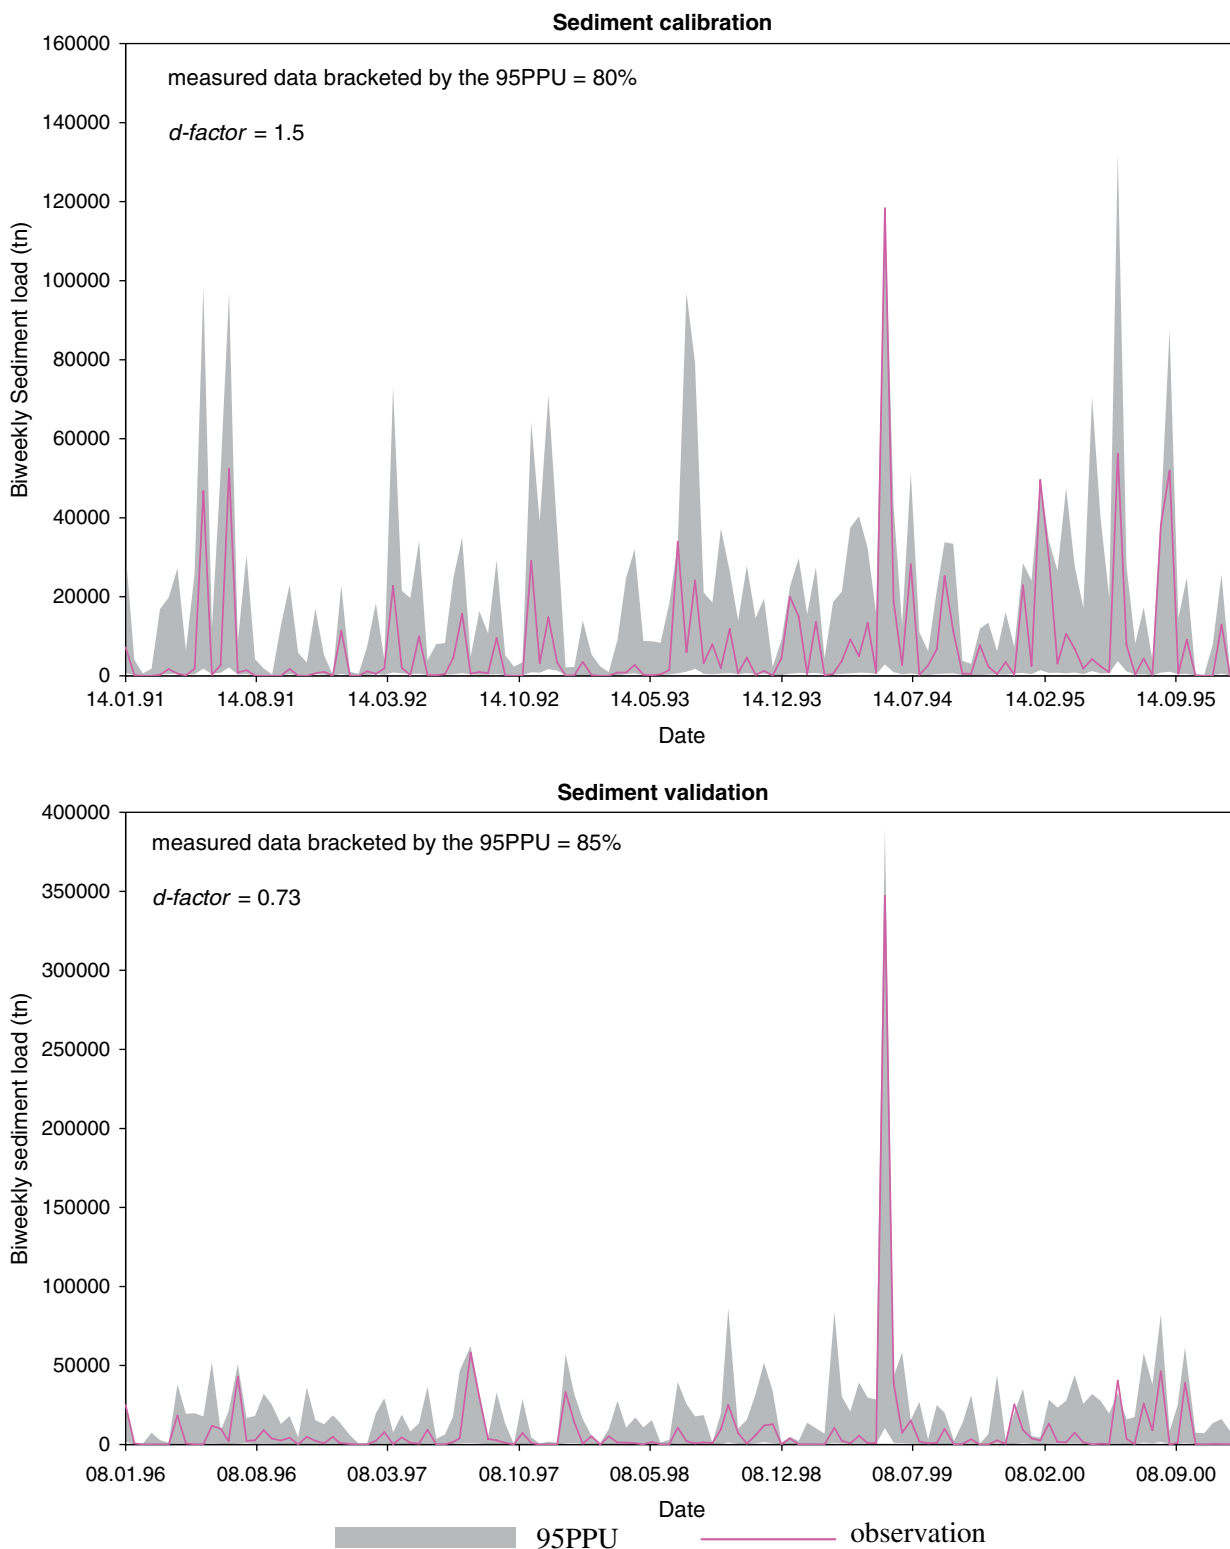 Sediment calibration
160000
measured data bracketed by the 95PPU = 80%
140000
d-factor = 1.5
120000
100000
80000
60000
40000
20000
0
Biweekly Sediment load (tn)
14.01.91 14.08.91 14.03.92 14.10.92 14.05.93 14.12.93 14.07.94 14.02.95 14.09.95
Date
Sediment validation
400000
measured data bracketed by the 95PPU = 85%
350000
d-factor = 0.73
300000
250000
200000
150000
100000
50000
0
Biweekly sediment load (tn)
08.01.96 08.08.96 08.03.97 08.10.97 08.05.98 08.12.98 08.07.99 08.02.00 08.09.00
Date
95PPU observation